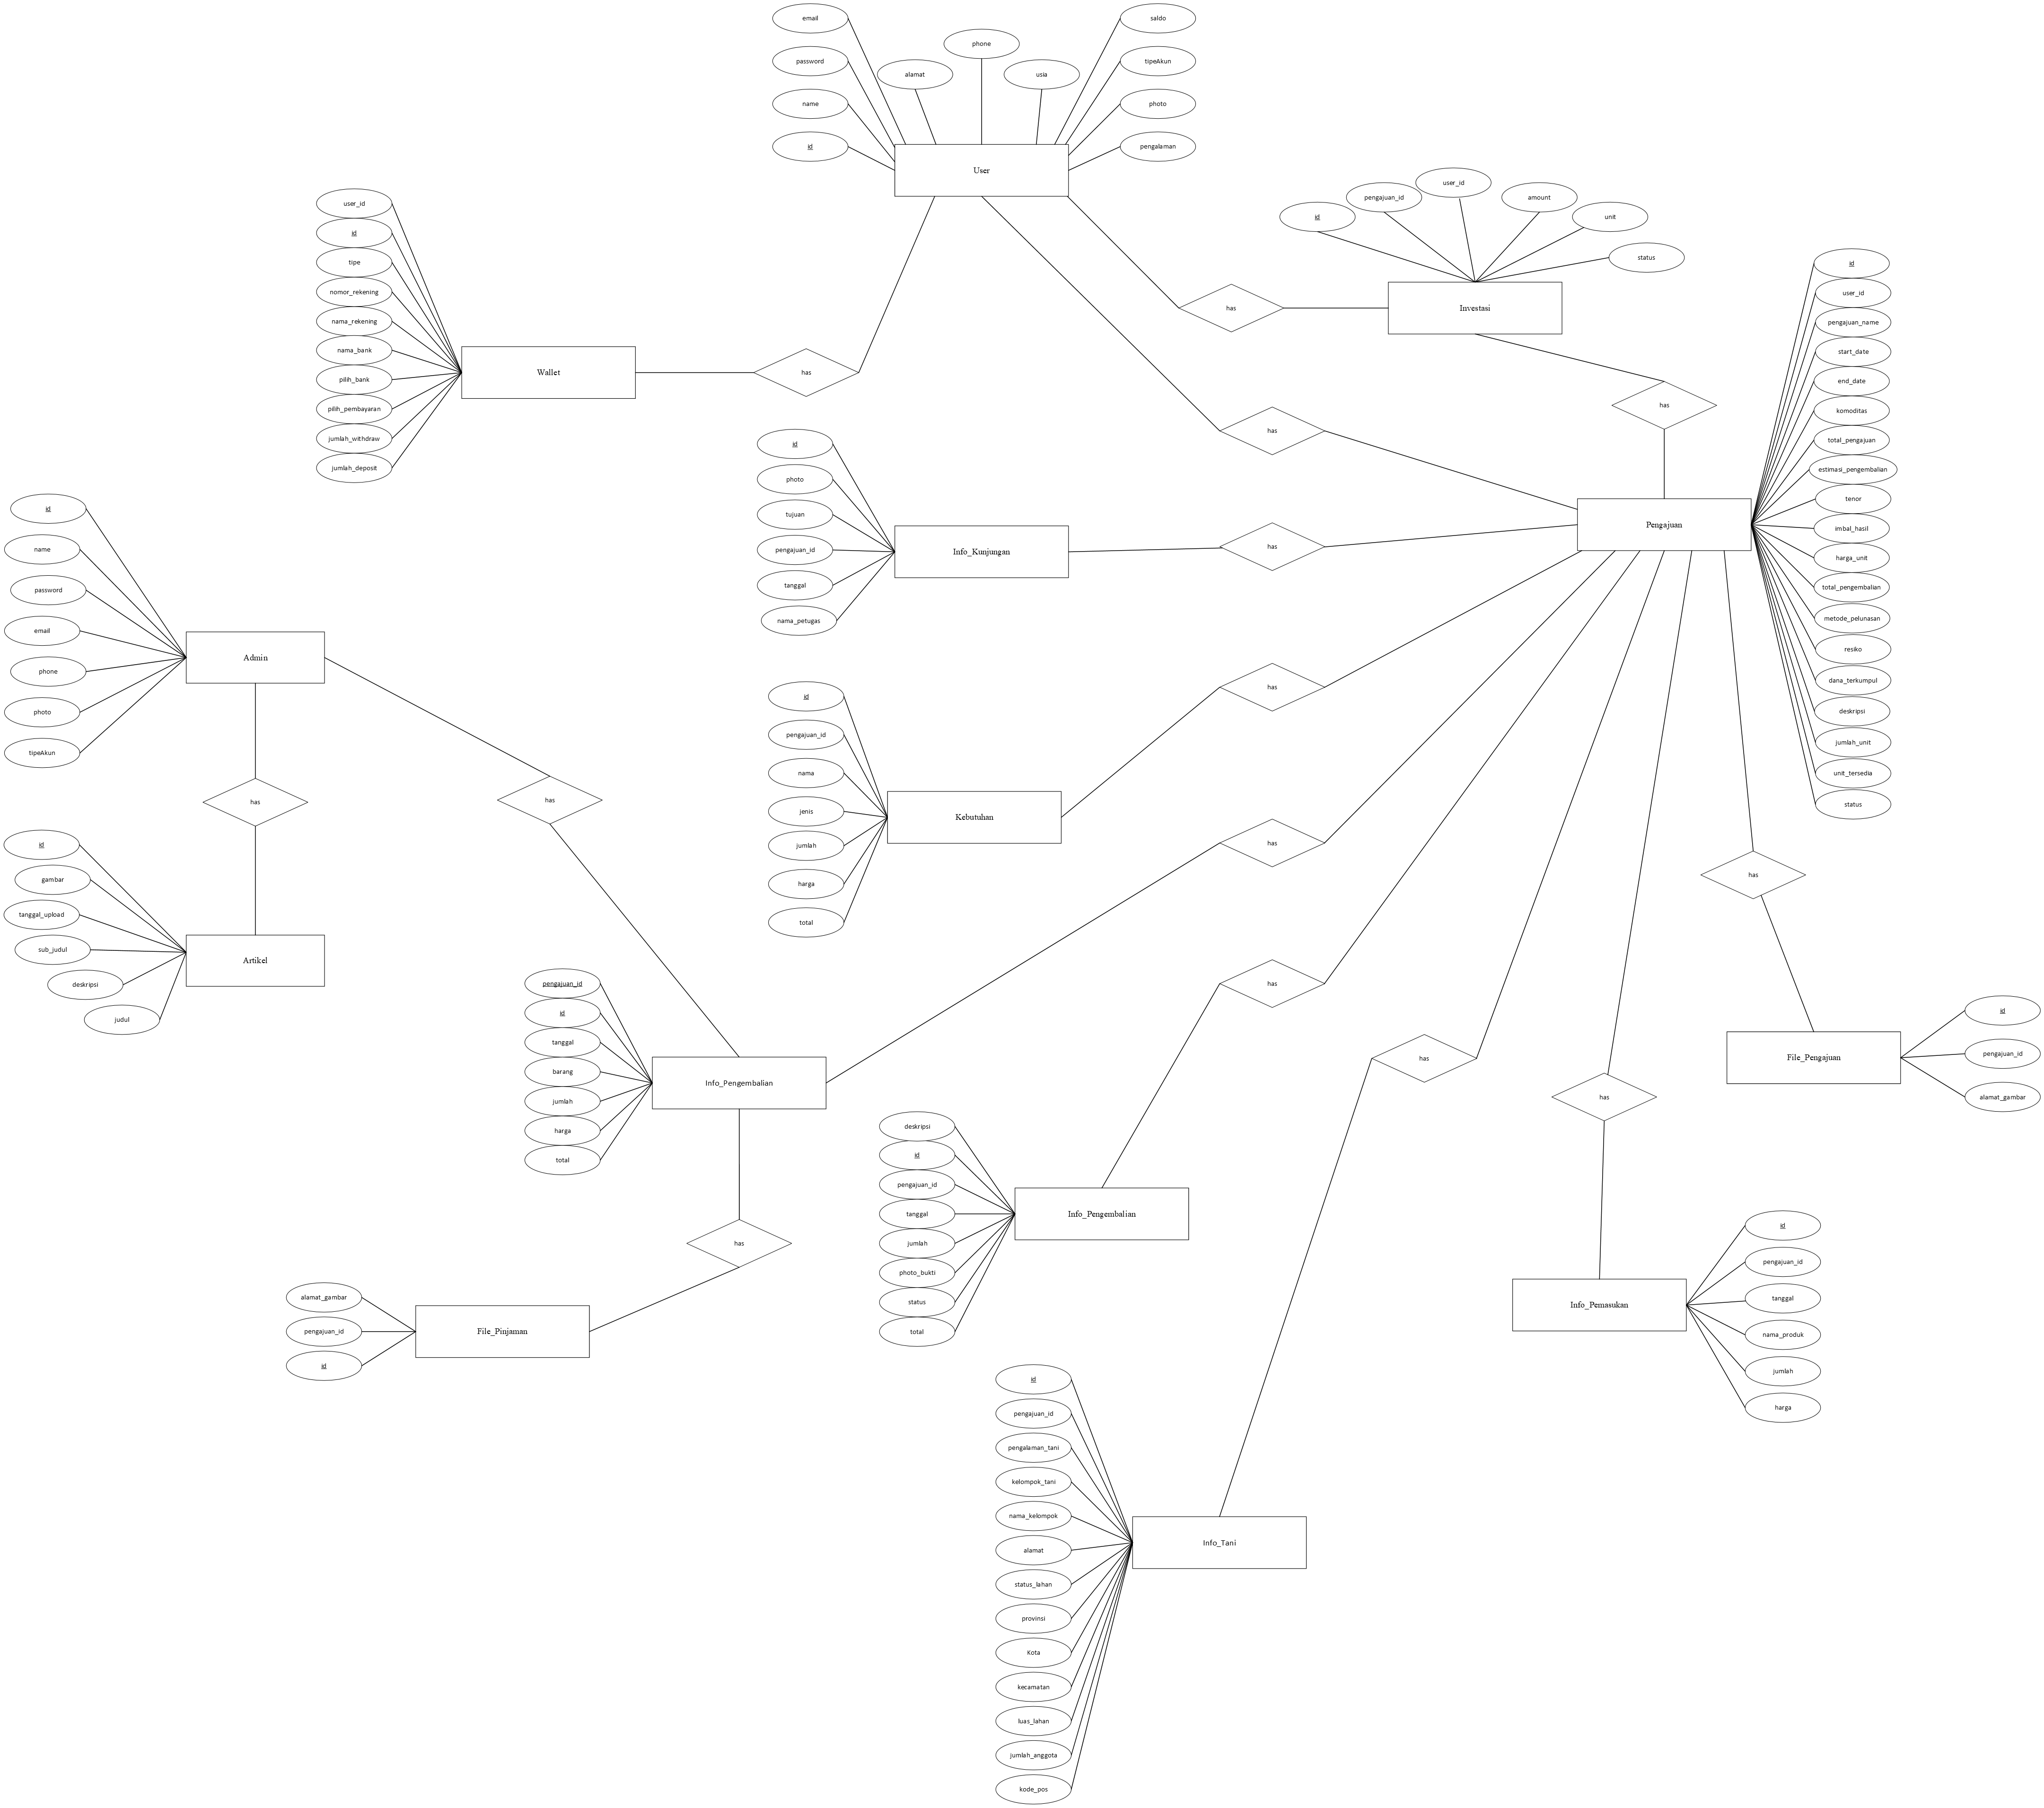 email
password
name
id
alamat
phone
usia
saldo
tipeAkun
photo
pengalaman
User
user_id
id
tipe
nomor_rekening
nama_rekening
nama_bank
pilih_bank
pilih_pembayaran
jumlah_withdraw
jumlah_deposit
Wallet
has
id
pengajuan_id
user_id
amount
unit
status
has
Investasi
has
has
id
user_id
pengajuan_name
start_date
end_date
komoditas
total_pengajuan
estimasi_pengembalian
tenor
imbal_hasil
harga_unit
total_pengembalian
metode_pelunasan
resiko
dana_terkumpul
deskripsi
jumlah_unit
unit_tersedia
status
Pengajuan
id
photo
tujuan
pengajuan_id
tanggal
nama_petugas
Info_Kunjungan
has
id
name
password
email
phone
photo
tipeAkun
Admin
has
has
id
pengajuan_id
nama
jenis
jumlah
harga
total
Kebutuhan
has
has
id
gambar
tanggal_upload
sub_judul
deskripsi
judul
Artikel
pengajuan_id
id
tanggal
barang
jumlah
harga
total
Info_Pengembalian
has
has
has
has
id
pengajuan_id
alamat_gambar
File_Pengajuan
deskripsi
id
pengajuan_id
tanggal
jumlah
photo_bukti
status
total
Info_Pengembalian
has
alamat_gambar
pengajuan_id
id
File_Pinjaman
id
pengajuan_id
tanggal
nama_produk
jumlah
harga
Info_Pemasukan
id
pengajuan_id
pengalaman_tani
kelompok_tani
nama_kelompok
alamat
status_lahan
provinsi
Kota
kecamatan
luas_lahan
jumlah_anggota
kode_pos
Info_Tani